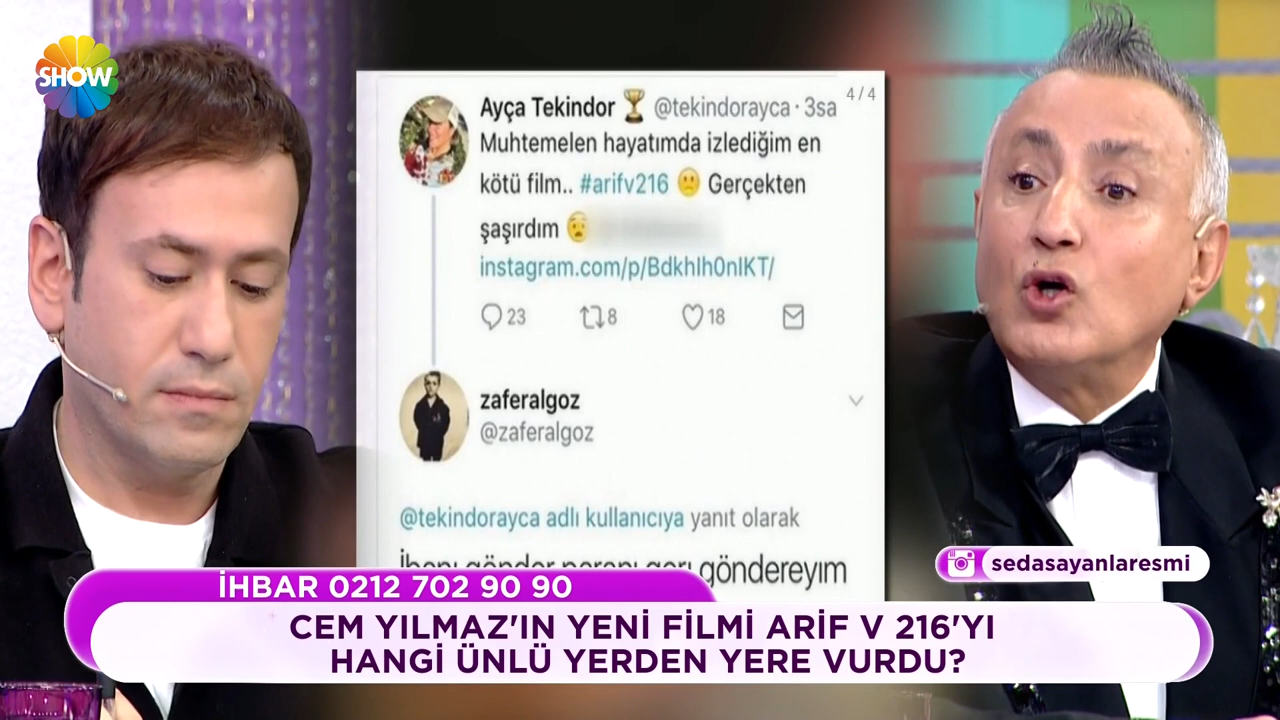 SHOW
4 / 4
Ayça Tekindor 🏆 @tekindorayca · 3sa
Muhtemelen hayatımda izlediğim en
kötü film.. #arifv216 🙁 Gerçekten
şaşırdım 😧
instagram.com/p/BdkhIh0nIKT/
23 8 18
zaferalgoz
@zaferalgoz
@tekindorayca adlı kullanıcıya yanıt olarak
göndereyim
sedasayanlaresmi
İHBAR 0212 702 90 90
CEM YILMAZ'IN YENİ FİLMİ ARİF V 216'YI
HANGİ ÜNLÜ YERDEN YERE VURDU?